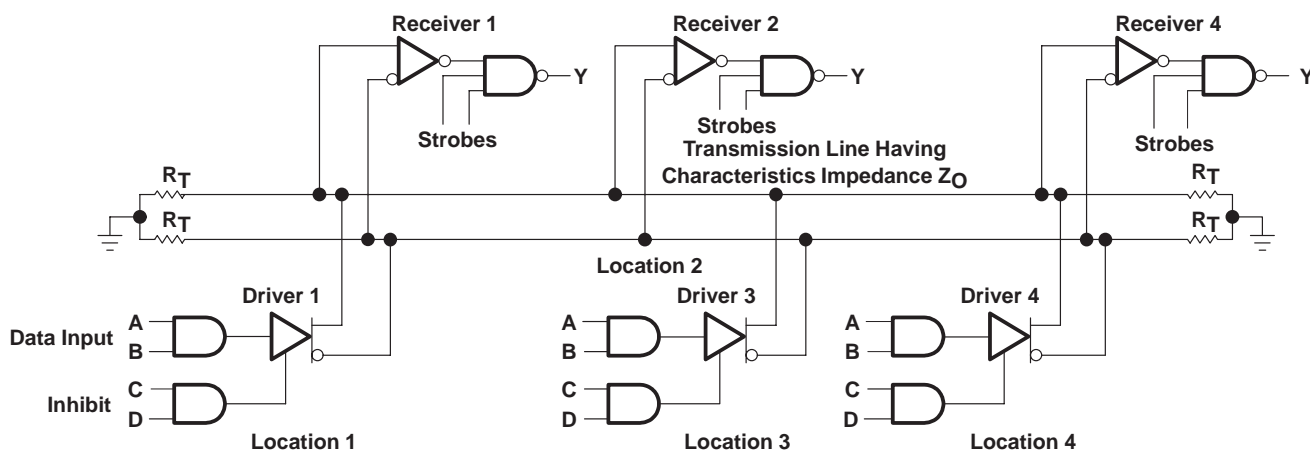 Receiver 1
Receiver 2
Receiver 4
Y
Y
Y
Strobes
Strobes
Strobes
Transmission Line Having
Characteristics Impedance ZO
RT
RT
RT
RT
Location 2
Driver 1
Driver 3
Driver 4
Data Input
A
B
A
B
A
B
Inhibit
C
D
C
D
C
D
Location 1
Location 3
Location 4